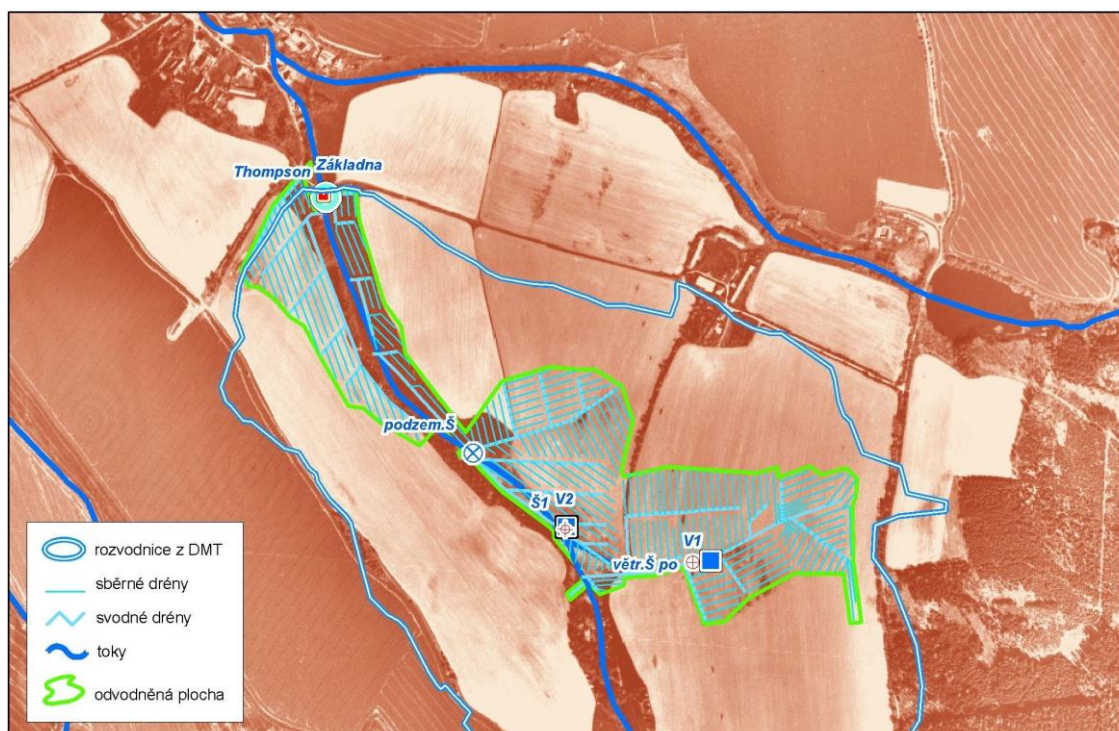 Thompson Základna
podzem.Š
Š1 V2
větr.Š po V1
rozvodnice z DMT
sběrné drény
svodné drény
toky
odvodněná plocha